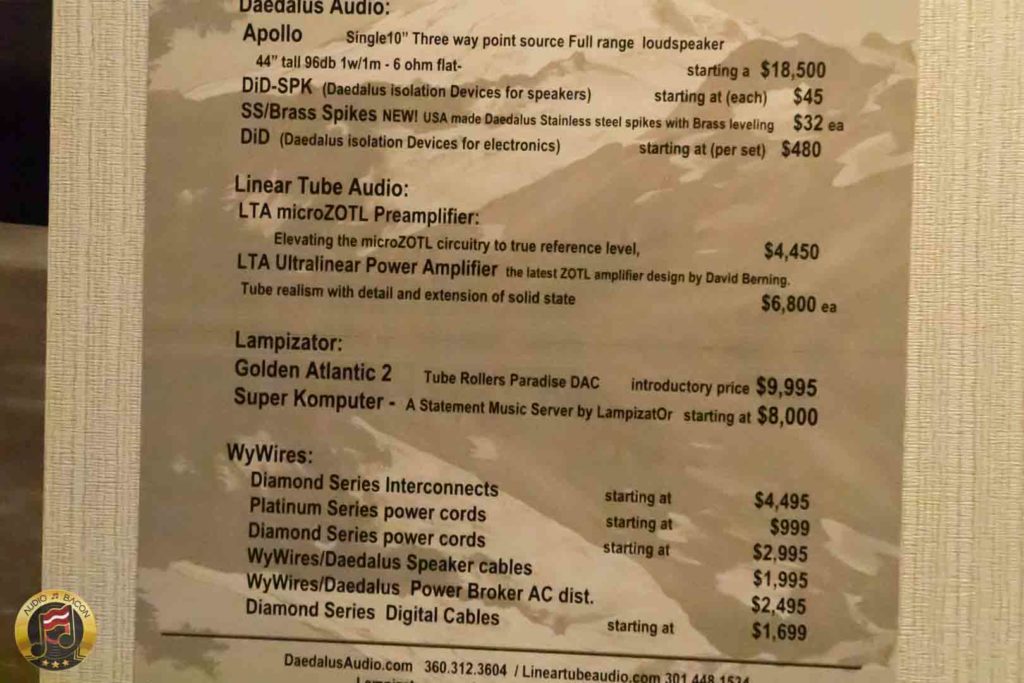 Daedalus Audio:
Apollo Single10" Three way point source Full range loudspeaker
44" tall 96db 1w/1m - 6 ohm flat- starting a $18,500
DiD-SPK (Daedalus isolation Devices for speakers) starting at (each) $45
SS/Brass Spikes NEW! USA made Daedalus Stainless steel spikes with Brass leveling $32 ea
DiD (Daedalus isolation Devices for electronics) starting at (per set) $480
Linear Tube Audio:
LTA microZOTL Preamplifier:
Elevating the microZOTL circuitry to true reference level, $4,450
LTA Ultralinear Power Amplifier the latest ZOTL amplifier design by David Berning.
Tube realism with detail and extension of solid state $6,800 ea
Lampizator:
Golden Atlantic 2 Tube Rollers Paradise DAC introductory price $9,995
Super Komputer - A Statement Music Server by LampizatOr starting at $8,000
WyWires:
Diamond Series Interconnects starting at $4,495
Platinum Series power cords starting at $999
Diamond Series power cords starting at $2,995
WyWires/Daedalus Speaker cables $1,995
WyWires/Daedalus Power Broker AC dist. $2,495
Diamond Series Digital Cables starting at $1,699
DaedalusAudio.com 360.312.3604 / Lineartubeaudio.com 301.448.1534
AUDIO BACON